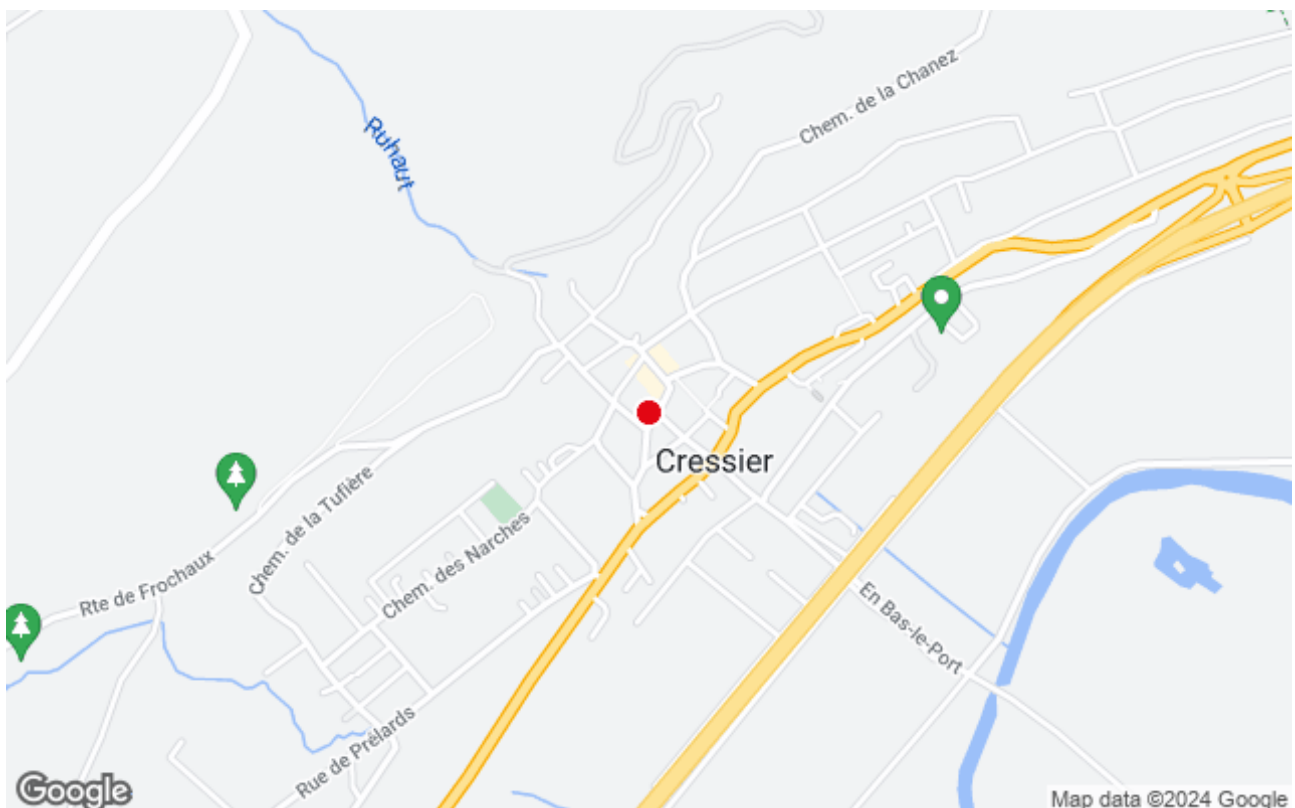 Chem. de la Chanez
Ruhaut
Cressier
Chem. de la Tufière
Chem. des Narches
Rte de Frochaux
En Bas-le-Port
Rue de Prélards
Google
Map data ©2024 Google